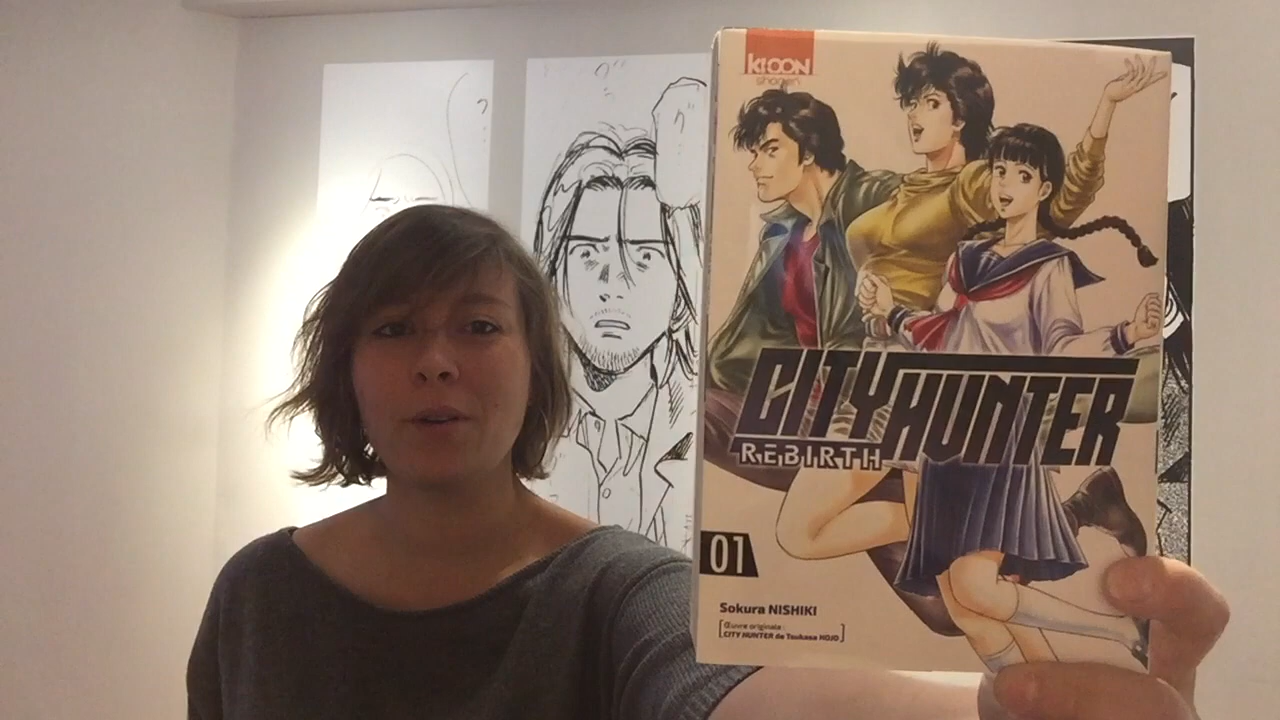 KI-OON
shonen
CITY HUNTER
REBIRTH
01
Sokura NISHIKI
Œuvre originale :
CITY HUNTER de Tsukasa HOJO